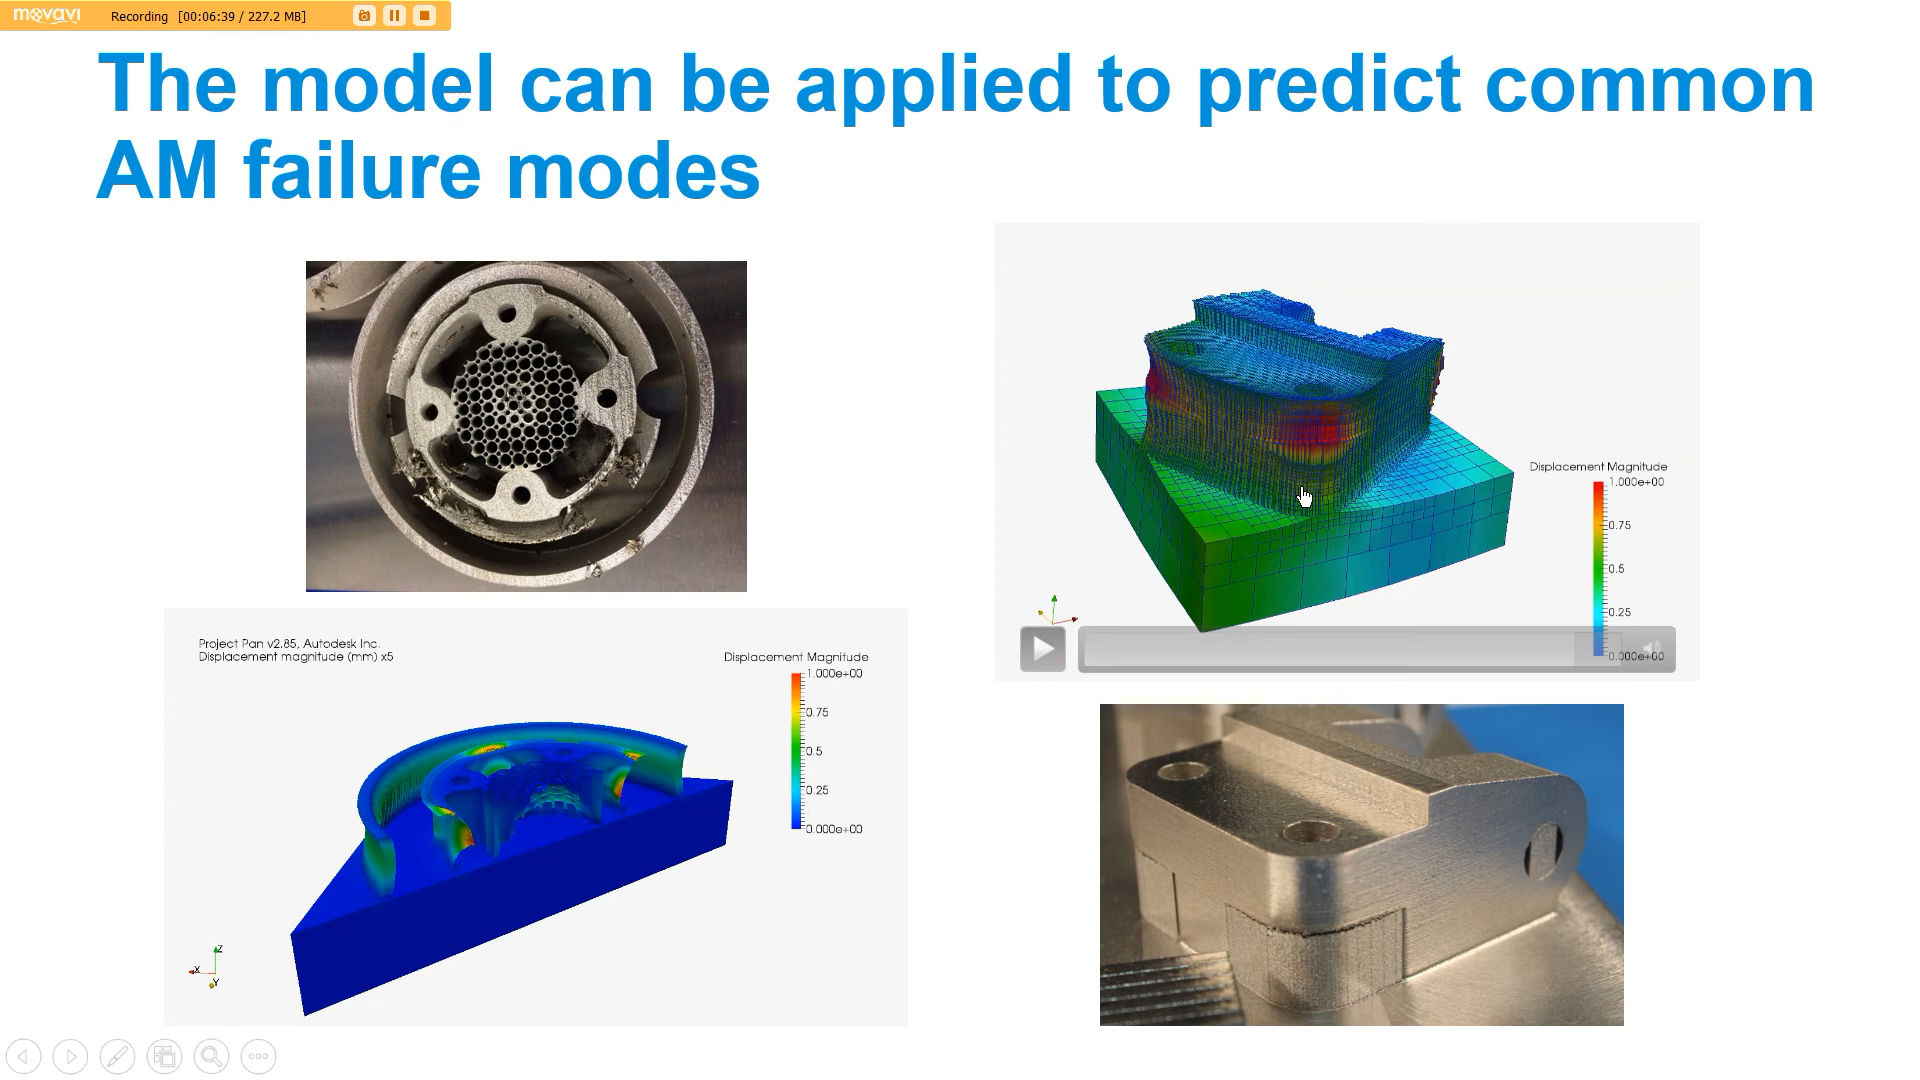 movavi
Recording [00:06:39 / 227.2 MB]
The model can be applied to predict common
AM failure modes
Displacement Magnitude
1.000e+00
0.75
0.5
0.25
0.000e+00
Project Pan v2.85, Autodesk Inc.
Displacement magnitude (mm) x5
Displacement Magnitude
1.000e+00
0.75
0.5
0.25
0.000e+00
Z
X
Y